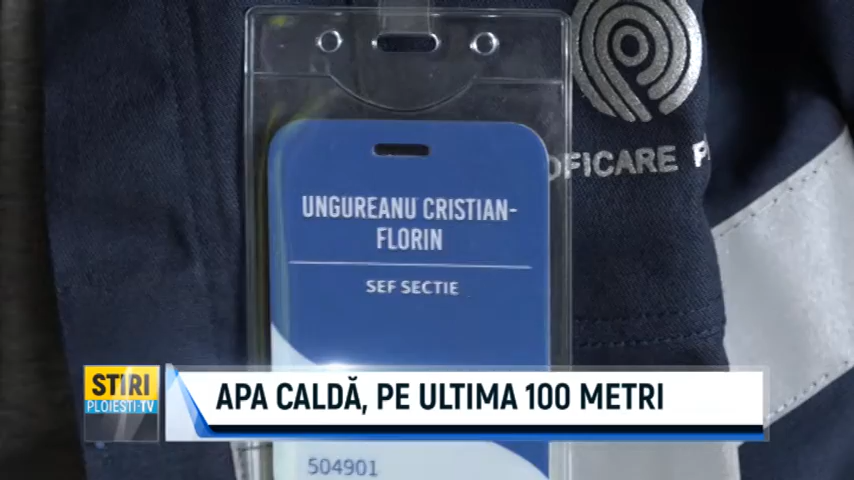 OFICARE
UNGUREANU CRISTIAN-
FLORIN
SEF SECTIE
STIRI
PLOIESTI.TV
APA CALDĂ, PE ULTIMA 100 METRI
504901